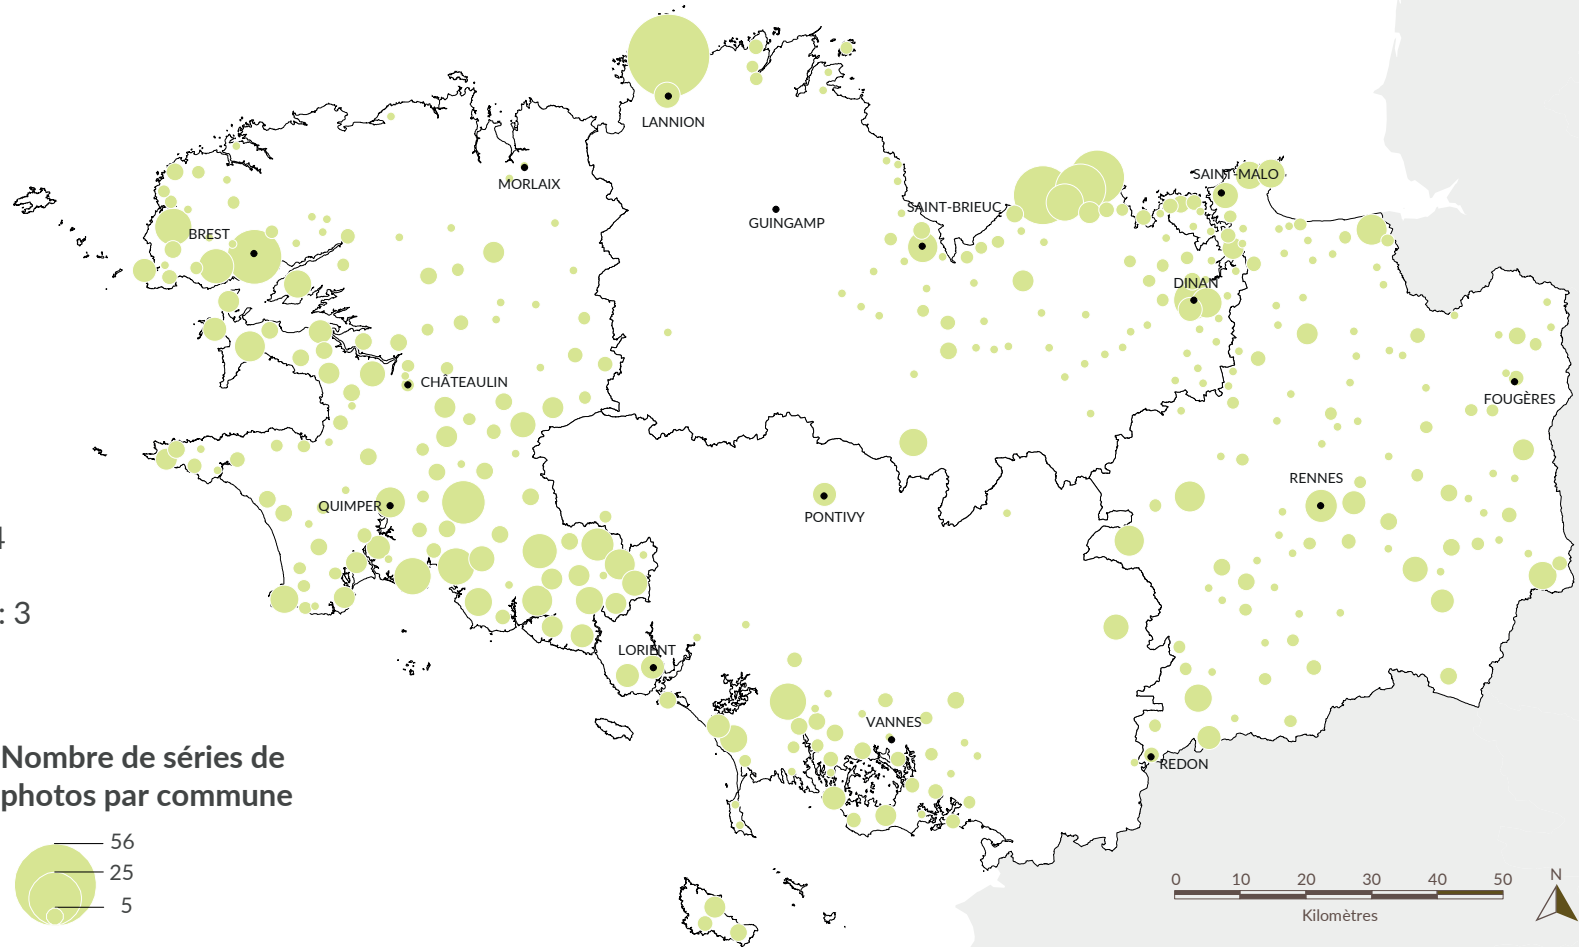 LANNION
MORLAIX
GUINGAMP
SAINT-BRIEUC
SAINT-MALO
BREST
DINAN
CHÂTEAULIN
FOUGÈRES
QUIMPER
PONTIVY
RENNES
4
: 3
LORIENT
VANNES
REDON
Nombre de séries de
photos par commune
56
25
5
0 10 20 30 40 50
Kilomètres
N